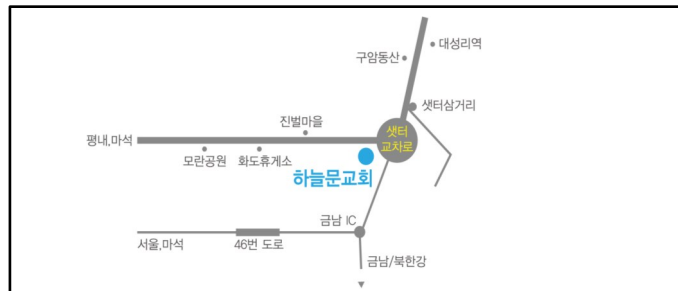 대성리역
구암동산
샛터삼거리
진벌마을
샛터
교차로
평내,마석
모란공원
화도휴게소
하늘문교회
금남 IC
서울,마석
46번 도로
금남/북한강